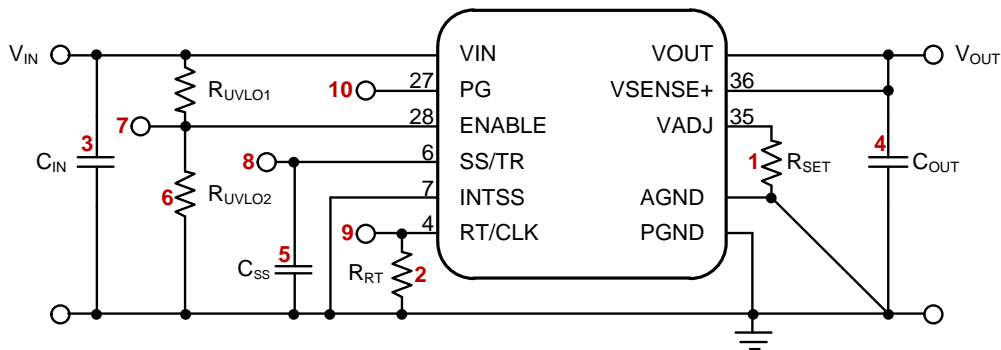 VIN VIN VOUT VOUT
27 36
RUVLO1 10 PG VSENSE+
28 35
7 ENABLE VADJ
3 6 4
CIN 8 SS/TR 1 RSET COUT
7
6 RUVLO2 INTSS AGND
4
9 RT/CLK PGND
5
CSS RRT 2